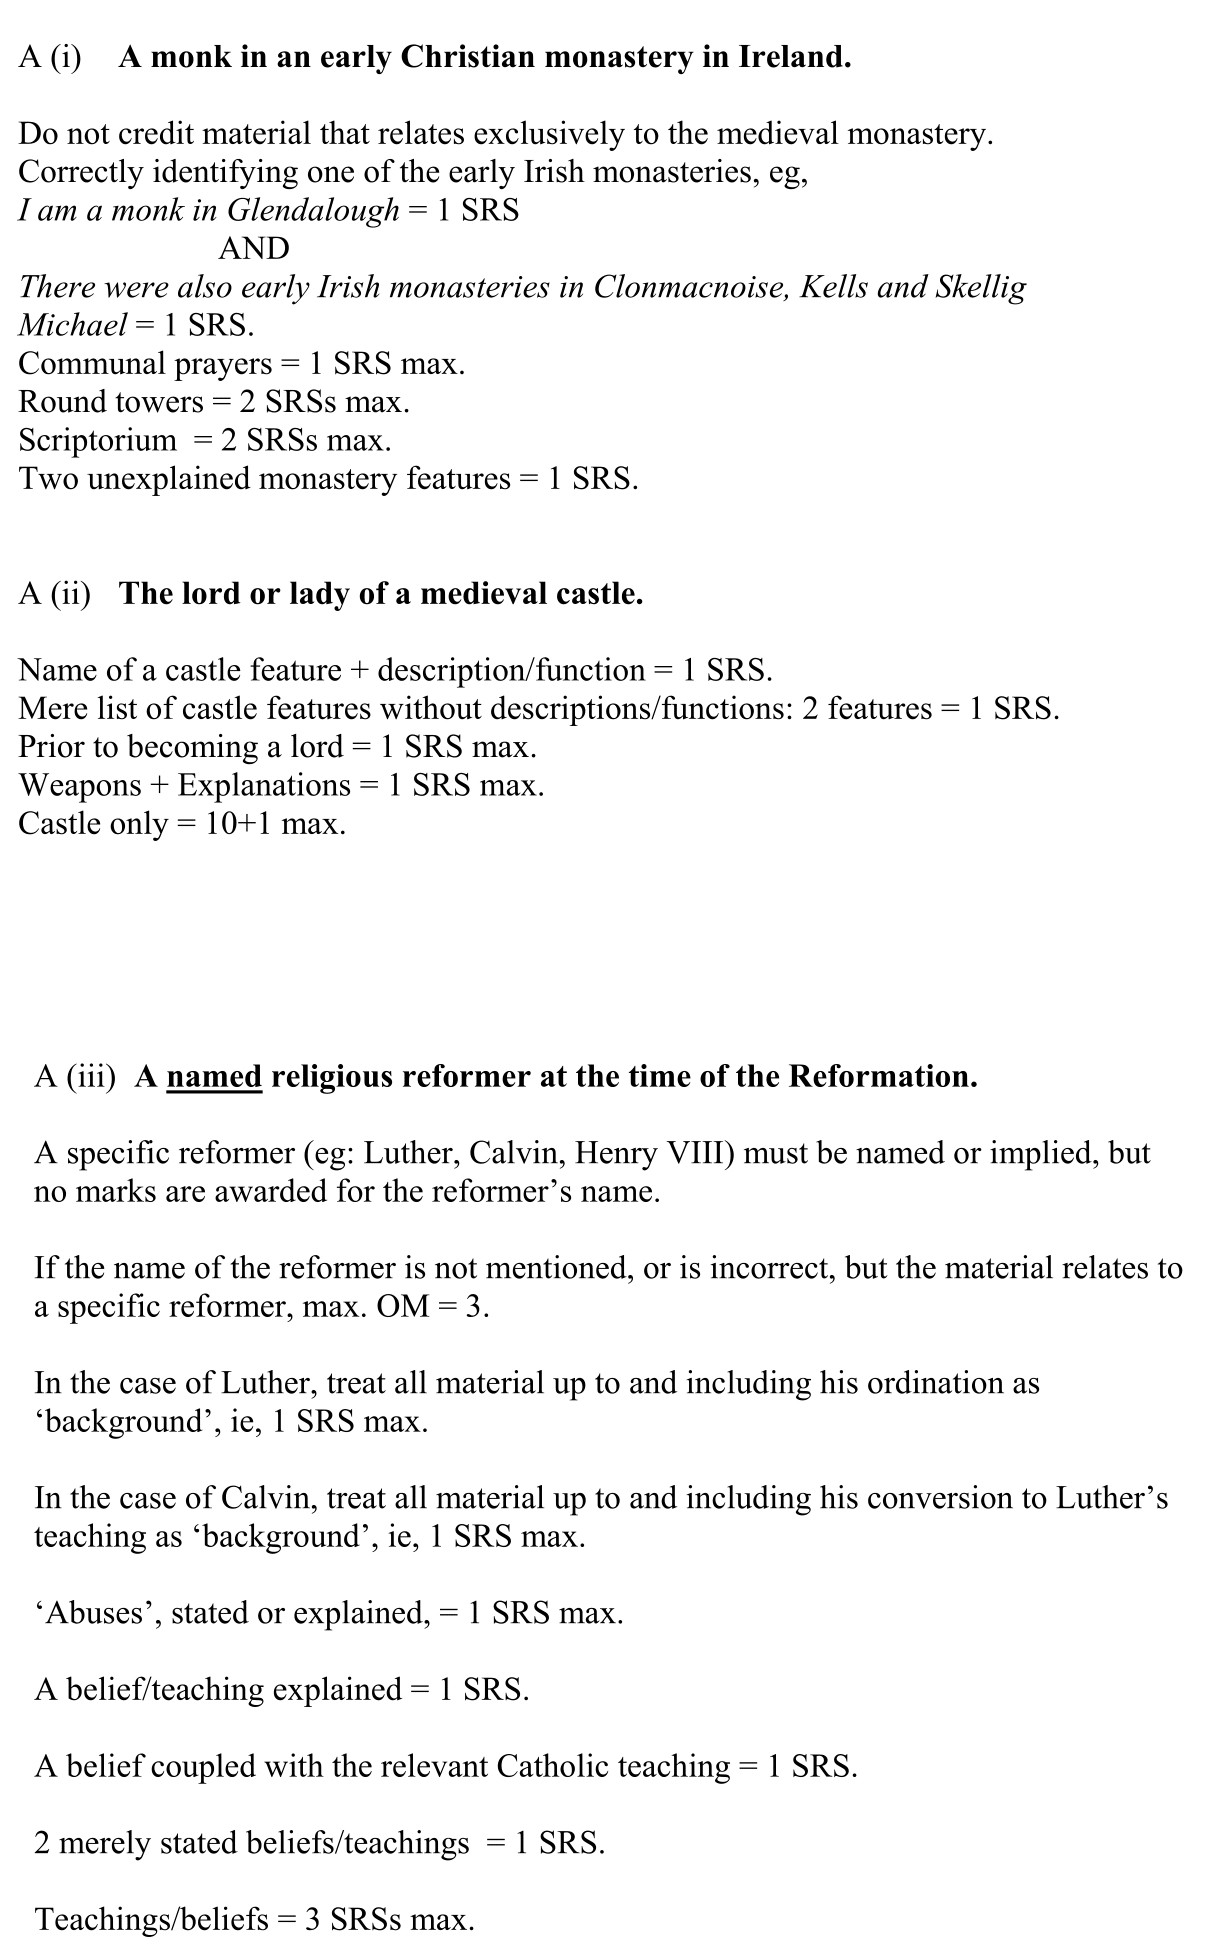 A (i) A monk in an early Christian monastery in Ireland.
Do not credit material that relates exclusively to the medieval monastery.
Correctly identifying one of the early Irish monasteries, eg,
I am a monk in Glendalough = 1 SRS
AND
There were also early Irish monasteries in Clonmacnoise, Kells and Skellig
Michael = 1 SRS.
Communal prayers = 1 SRS max.
Round towers = 2 SRSs max.
Scriptorium = 2 SRSs max.
Two unexplained monastery features = 1 SRS.
A (ii) The lord or lady of a medieval castle.
Name of a castle feature + description/function = 1 SRS.
Mere list of castle features without descriptions/functions: 2 features = 1 SRS.
Prior to becoming a lord = 1 SRS max.
Weapons + Explanations = 1 SRS max.
Castle only = 10+1 max.
A (iii) A named religious reformer at the time of the Reformation.
A specific reformer (eg: Luther, Calvin, Henry VIII) must be named or implied, but
no marks are awarded for the reformer’s name.
If the name of the reformer is not mentioned, or is incorrect, but the material relates to
a specific reformer, max. OM = 3.
In the case of Luther, treat all material up to and including his ordination as
‘background’, ie, 1 SRS max.
In the case of Calvin, treat all material up to and including his conversion to Luther’s
teaching as ‘background’, ie, 1 SRS max.
‘Abuses’, stated or explained, = 1 SRS max.
A belief/teaching explained = 1 SRS.
A belief coupled with the relevant Catholic teaching = 1 SRS.
2 merely stated beliefs/teachings = 1 SRS.
Teachings/beliefs = 3 SRSs max.